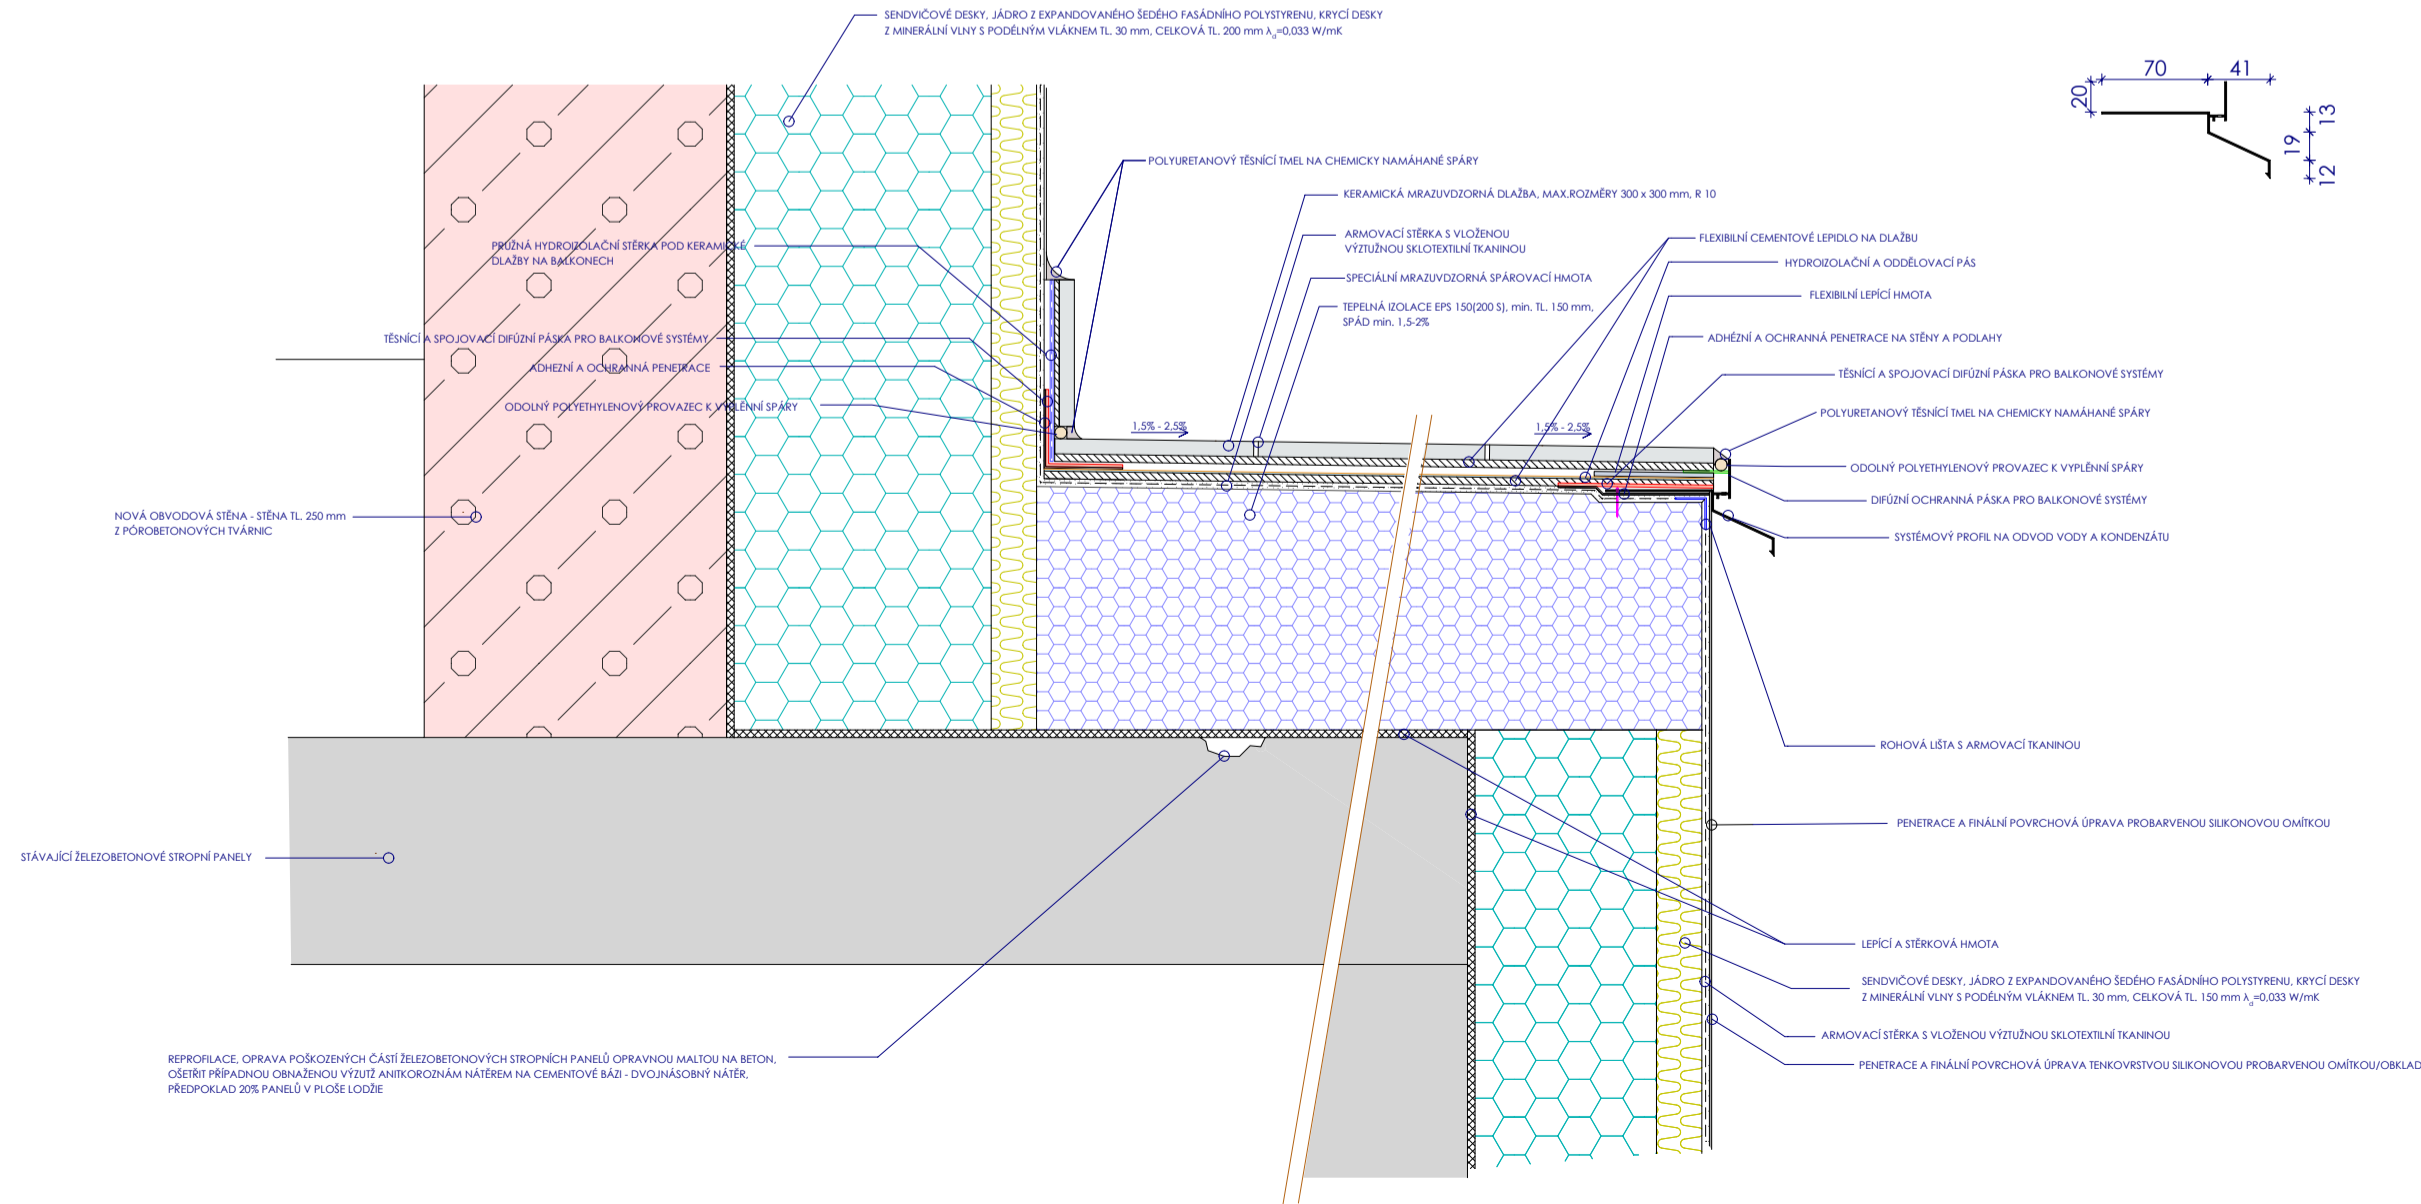 SENDVIČOVÉ DESKY, JÁDRO Z EXPANDOVANÉHO ŠEDÉHO FASÁDNÍHO POLYSTYRENU, KRYCÍ DESKY
Z MINERÁLNÍ VLNY S PODÉLNÝM VLÁKNEM TL. 30 mm, CELKOVÁ TL. 200 mm λd=0,033 W/mK
70
41
20
13
19
12
POLYURETANOVÝ TĚSNÍCÍ TMEL NA CHEMICKY NAMÁHANÉ SPÁRY
KERAMICKÁ MRAZUVDZORNÁ DLAŽBA, MAX.ROZMĚRY 300 x 300 mm, R 10
ARMOVACÍ STĚRKA S VLOŽENOU
VÝZTUŽNOU SKLOTEXTILNÍ TKANINOU
SPECIÁLNÍ MRAZUVDZORNÁ SPÁROVACÍ HMOTA
TEPELNÁ IZOLACE EPS 150(200 S), min. TL. 150 mm,
SPÁD min. 1,5-2%
FLEXIBILNÍ CEMENTOVÉ LEPIDLO NA DLAŽBU
HYDROIZOLAČNÍ A ODDĚLOVACÍ PÁS
FLEXIBILNÍ LEPÍCÍ HMOTA
ADHÉZNÍ A OCHRANNÁ PENETRACE NA STĚNY A PODLAHY
TĚSNÍCÍ A SPOJOVACÍ DIFÚZNÍ PÁSKA PRO BALKONOVÉ SYSTÉMY
POLYURETANOVÝ TĚSNÍCÍ TMEL NA CHEMICKY NAMÁHANÉ SPÁRY
ODOLNÝ POLYETHYLENOVÝ PROVAZEC K VYPLĚNNÍ SPÁRY
DIFÚZNÍ OCHRANNÁ PÁSKA PRO BALKONOVÉ SYSTÉMY
SYSTÉMOVÝ PROFIL NA ODVOD VODY A KONDENZÁTU
PRUŽNÁ HYDROIZOLAČNÍ STĚRKA POD KERAMICKÉ
DLAŽBY NA BALKONECH
TĚSNÍCÍ A SPOJOVACÍ DIFÚZNÍ PÁSKA PRO BALKONOVÉ SYSTÉMY
ADHEZNÍ A OCHRANNÁ PENETRACE
ODOLNÝ POLYETHYLENOVÝ PROVAZEC K VYPLĚNNÍ SPÁRY
1,5% - 2,5%
1,5% - 2,5%
NOVÁ OBVODOVÁ STĚNA - STĚNA TL. 250 mm
Z PÓROBETONOVÝCH TVÁRNIC
ROHOVÁ LIŠTA S ARMOVACÍ TKANINOU
PENETRACE A FINÁLNÍ POVRCHOVÁ ÚPRAVA PROBARVENOU SILIKONOVOU OMÍTKOU
STÁVAJÍCÍ ŽELEZOBETONOVÉ STROPNÍ PANELY
LEPÍCÍ A STĚRKOVÁ HMOTA
SENDVIČOVÉ DESKY, JÁDRO Z EXPANDOVANÉHO ŠEDÉHO FASÁDNÍHO POLYSTYRENU, KRYCÍ DESKY
Z MINERÁLNÍ VLNY S PODÉLNÝM VLÁKNEM TL. 30 mm, CELKOVÁ TL. 150 mm λd=0,033 W/mK
ARMOVACÍ STĚRKA S VLOŽENOU VÝZTUŽNOU SKLOTEXTILNÍ TKANINOU
PENETRACE A FINÁLNÍ POVRCHOVÁ ÚPRAVA TENKOVRSTVOU SILIKONOVOU PROBARVENOU OMÍTKOU/OBKLAD
REPROFILACE, OPRAVA POŠKOZENÝCH ČÁSTÍ ŽELEZOBETONOVÝCH STROPNÍCH PANELŮ OPRAVNOU MALTOU NA BETON,
OŠETŘIT PŘÍPADNOU OBNAŽENOU VÝZUTŽ ANITKOROZNÁM NÁTĚREM NA CEMENTOVÉ BÁZI - DVOJNÁSOBNÝ NÁTĚR,
PŘEDPOKLAD 20% PANELŮ V PLOŠE LODŽIE